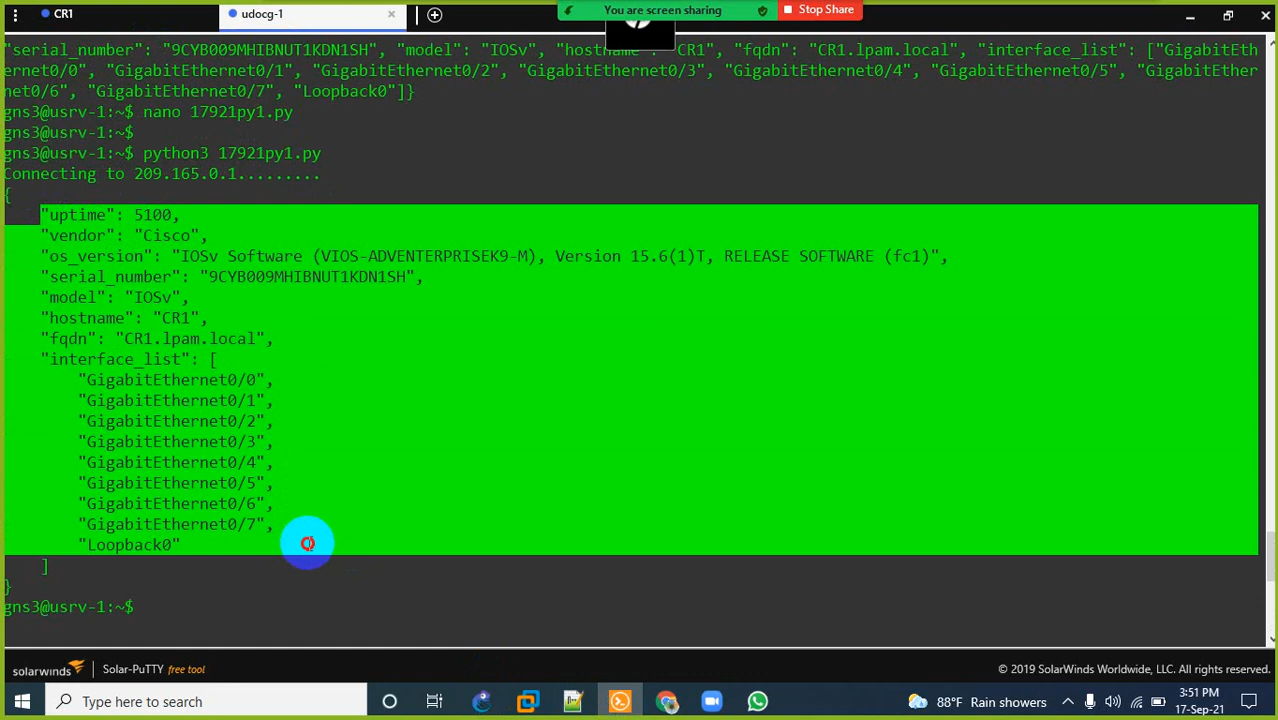 CR1
udocg-1
You are screen sharing
Stop Share
"serial_number": "9CYB009MHIBNUT1KDN1SH", "model": "IOSv", "hostname": "CR1", "fqdn": "CR1.lpam.local", "interface_list": ["GigabitEth
ernet0/0", "GigabitEthernet0/1", "GigabitEthernet0/2", "GigabitEthernet0/3", "GigabitEthernet0/4", "GigabitEthernet0/5", "GigabitEther
net0/6", "GigabitEthernet0/7", "Loopback0"]}
gns3@usrv-1:~$ nano 17921py1.py
gns3@usrv-1:~$
gns3@usrv-1:~$ python3 17921py1.py
Connecting to 209.165.0.1.........
{
    "uptime": 5100,
    "vendor": "Cisco",
    "os_version": "IOSv Software (VIOS-ADVENTERPRISEK9-M), Version 15.6(1)T, RELEASE SOFTWARE (fc1)",
    "serial_number": "9CYB009MHIBNUT1KDN1SH",
    "model": "IOSv",
    "hostname": "CR1",
    "fqdn": "CR1.lpam.local",
    "interface_list": [
        "GigabitEthernet0/0",
        "GigabitEthernet0/1",
        "GigabitEthernet0/2",
        "GigabitEthernet0/3",
        "GigabitEthernet0/4",
        "GigabitEthernet0/5",
        "GigabitEthernet0/6",
        "GigabitEthernet0/7",
        "Loopback0"
    ]
}
gns3@usrv-1:~$
solarwinds Solar-PuTTY free tool
© 2019 SolarWinds Worldwide, LLC. All rights reserved.
Type here to search
88°F Rain showers
3:51 PM
17-Sep-21